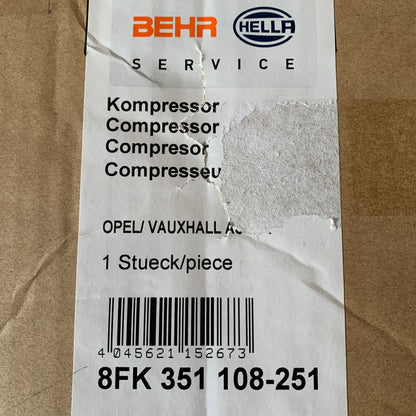 BEHR HELLA
SERVICE
Kompressor
Compressor
Compresor
Compresseu
OPEL/ VAUXHALL AS
1 Stueck/piece
4 045621 152673
8FK 351 108-251